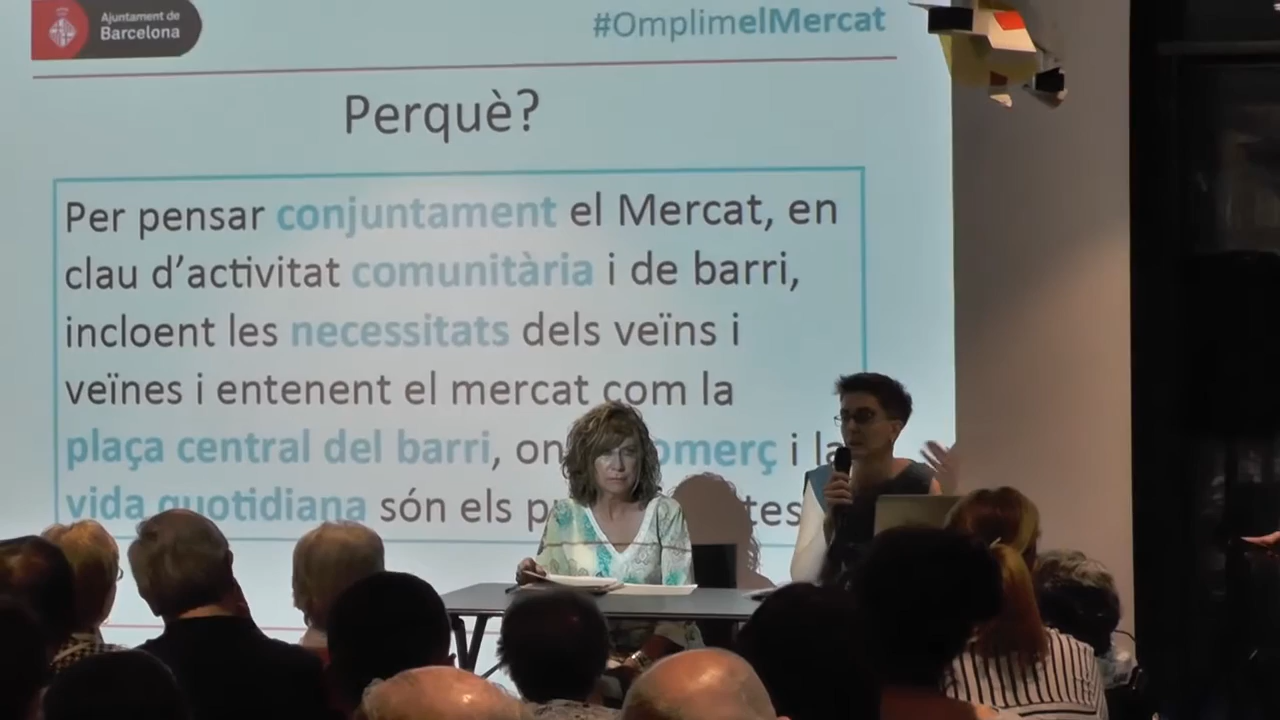 Ajuntament de
Barcelona
#OmplimelMercat
Perquè?
Per pensar conjuntament el Mercat, en
clau d'activitat comunitària i de barri,
incloent les necessitats dels veïns i
veïnes i entenent el mercat com la
plaça central del barri, i
vida quotidiana són els